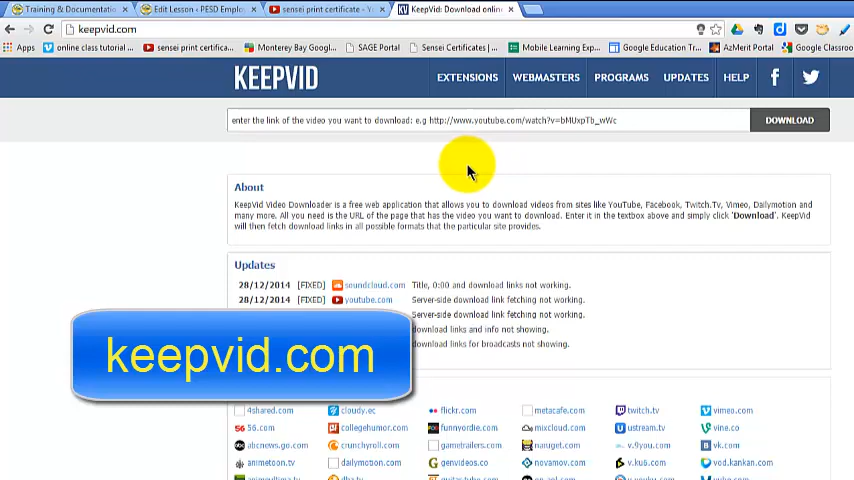 Training & Documentatio
Edit Lesson ‹ PESD Employ
sensei print certificate - Y
KeepVid: Download onlin
keepvid.com
Apps
online class tutorial ...
sensei print certifica...
Monterey Bay Googl...
SAGE Portal
Sensei Certificates |...
Mobile Learning Exp...
Google Education Tr...
AzMerit Portal
Google Classroo
KEEPVID
EXTENSIONS
WEBMASTERS
PROGRAMS
UPDATES
HELP
enter the link of the video you want to download: e.g http://www.youtube.com/watch?v=bMUxpTb_wWc
DOWNLOAD
About
KeepVid Video Downloader is a free web application that allows you to download videos from sites like YouTube, Facebook, Twitch.Tv, Vimeo, Dailymotion and
many more. All you need is the URL of the page that has the video you want to download. Enter it in the textbox above and simply click 'Download'. KeepVid
will then fetch download links in all possible formats that the particular site provides.
Updates
28/12/2014 [FIXED] soundcloud.com Title, 0:00 and download links not working.
28/12/2014 [FIXED] youtube.com Server-side download link fetching not working.
Server-side download link fetching not working.
download links and info not showing.
download links for broadcasts not showing.
keepvid.com
4shared.com cloudy.ec flickr.com metacafe.com twitch.tv vimeo.com
56.com collegehumor.com funnyordie.com mixcloud.com ustream.tv vine.co
abcnews.go.com crunchyroll.com gametrailers.com v.9you.com vk.com
animetoon.tv dailymotion.com genvideos.co novamov.com v.ku6.com vod.kankan.com